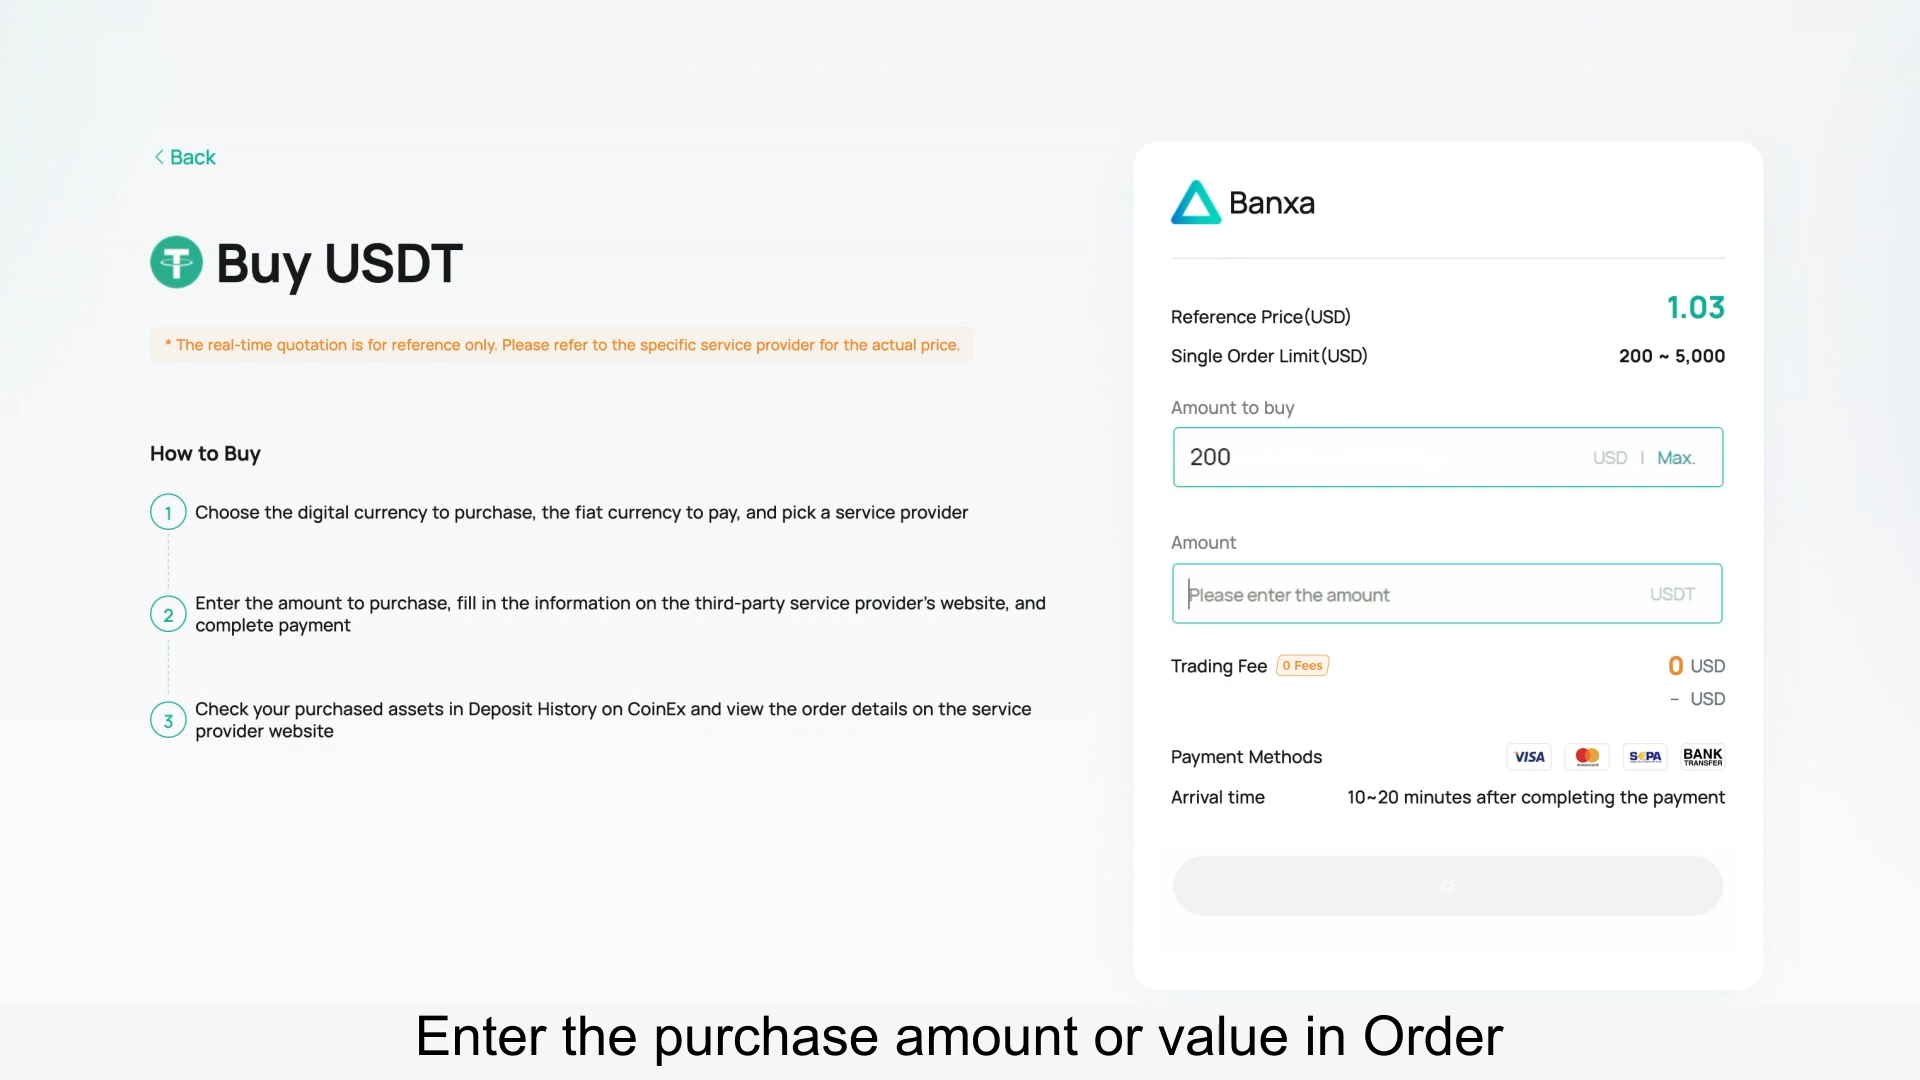 Back
Buy USDT
* The real-time quotation is for reference only. Please refer to the specific service provider for the actual price.
How to Buy
1 Choose the digital currency to purchase, the fiat currency to pay, and pick a service provider
2 Enter the amount to purchase, fill in the information on the third-party service provider's website, and
complete payment
3 Check your purchased assets in Deposit History on CoinEx and view the order details on the service
provider website
Banxa
Reference Price(USD) 1.03
Single Order Limit(USD) 200 ~ 5,000
Amount to buy
200 USD | Max.
Amount
Please enter the amount USDT
Trading Fee 0 Fees 0 USD
– USD
Payment Methods VISA mastercard SEPA BANK TRANSFER
Arrival time 10~20 minutes after completing the payment
Enter the purchase amount or value in Order